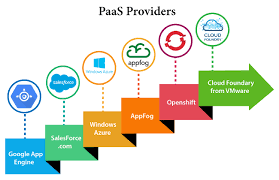 PaaS Providers
CLOUD
FOUNDRY
appfog
Windows Azure
salesforce
Cloud Foundary
from VMware
Openshift
AppFog
Windows
Azure
SalesForce
.com
Google App
Engine